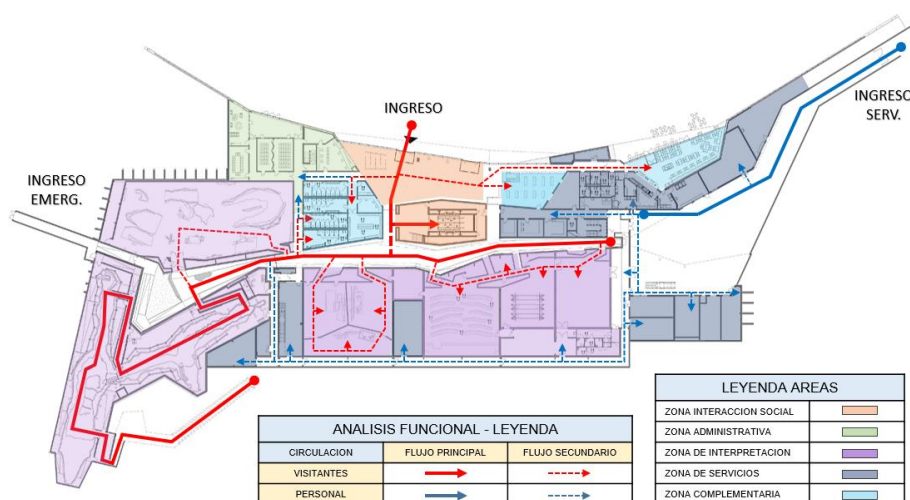 INGRESO
INGRESO
SERV.
INGRESO
EMERG.
ANALISIS FUNCIONAL - LEYENDA
CIRCULACION FLUJO PRINCIPAL FLUJO SECUNDARIO
VISITANTES
PERSONAL
LEYENDA AREAS
ZONA INTERACCION SOCIAL
ZONA ADMINISTRATIVA
ZONA DE INTERPRETACION
ZONA DE SERVICIOS
ZONA COMPLEMENTARIA